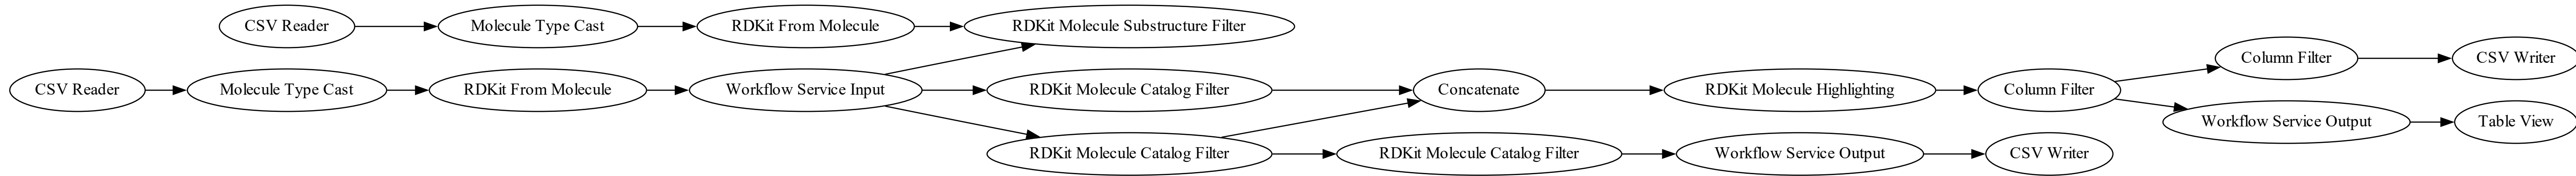 CSV Reader
Molecule Type Cast
RDKit From Molecule
RDKit Molecule Substructure Filter
CSV Reader
Molecule Type Cast
RDKit From Molecule
Workflow Service Input
RDKit Molecule Catalog Filter
Concatenate
RDKit Molecule Highlighting
Column Filter
Column Filter
CSV Writer
Workflow Service Output
Table View
RDKit Molecule Catalog Filter
RDKit Molecule Catalog Filter
Workflow Service Output
CSV Writer